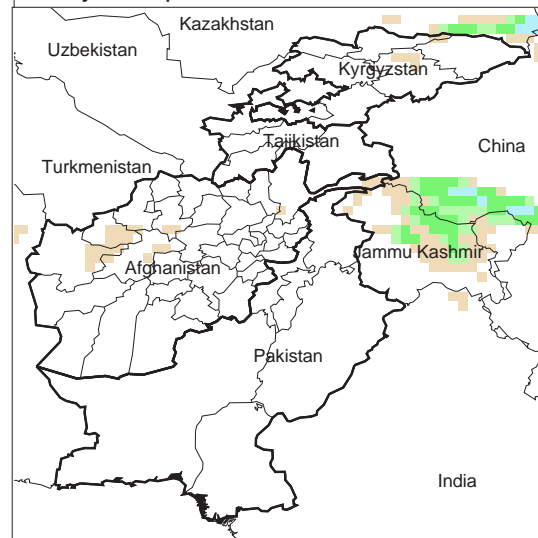 Kazakhstan
Uzbekistan
Kyrgyzstan
Tajikistan
China
Turkmenistan
Jammu Kashmir
Afghanistan
Pakistan
India